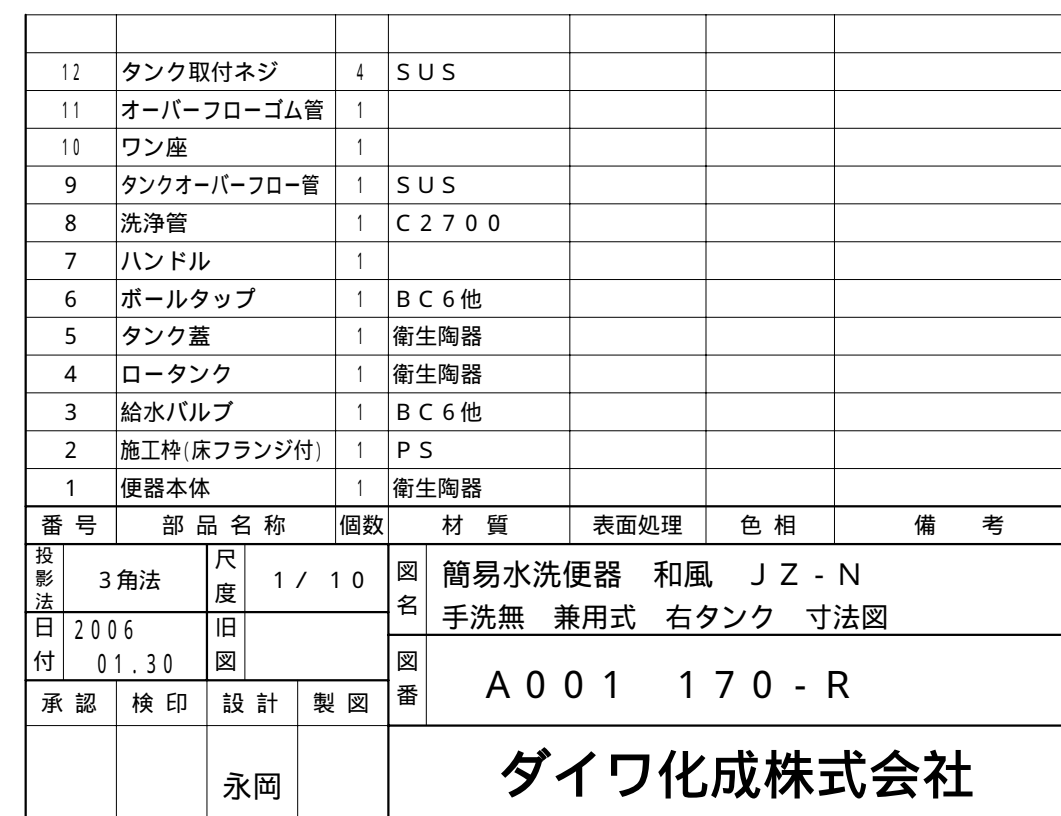 12 タンク取付ネジ 4 SUS
11 オーバーフローゴム管 1
10 ワン座 1
9 タンクオーバーフロー管 1 SUS
8 洗浄管 1 C2700
7 ハンドル 1
6 ボールタップ 1 BC6他
5 タンク蓋 1 衛生陶器
4 ロータンク 1 衛生陶器
3 給水バルブ 1 BC6他
2 施工枠(床フランジ付) 1 PS
1 便器本体 1 衛生陶器
番号 部品名称 個数 材質 表面処理 色相 備考
投影法 3角法 尺度 1/10
図名 簡易水洗便器 和風 JZ-N
手洗無 兼用式 右タンク 寸法図
日付 2006
01.30
旧図
図番 A001 170-R
承認 検印 設計 製図
永岡
ダイワ化成株式会社